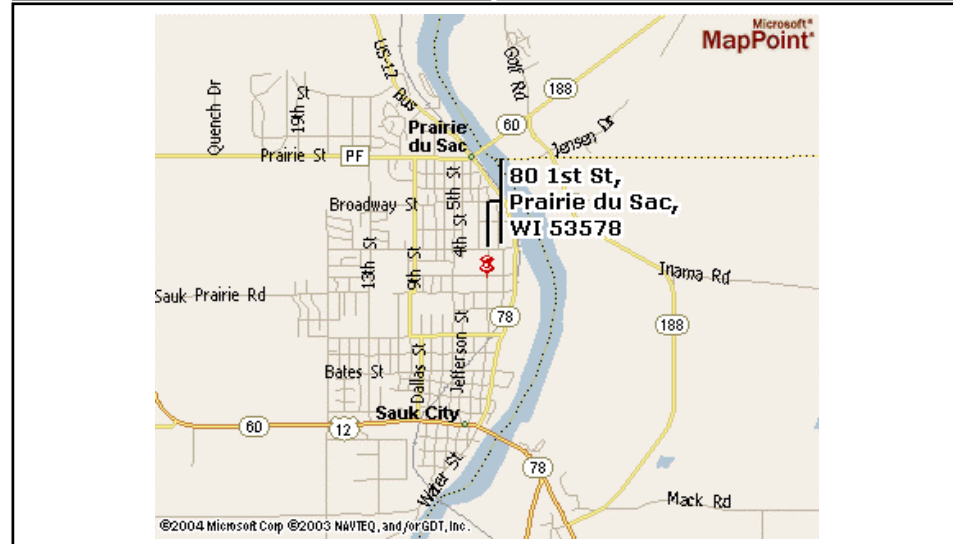 Microsoft®
MapPoint®
US-12 Bus
Golf Rd
Quench Dr
19th St
188
60
Jensen Dr
Prairie
du Sac
Prairie St
PF
80 1st St,
Prairie du Sac,
WI 53578
5th St
Broadway St
4th St
13th St
9th St
Inama Rd
Sauk Prairie Rd
78
188
Jefferson St
Dallas St
Bates St
Sauk City
60
12
78
Water St
Mack Rd
©2004 Microsoft Corp ©2003 NAVTEQ, and/or GDT, Inc.